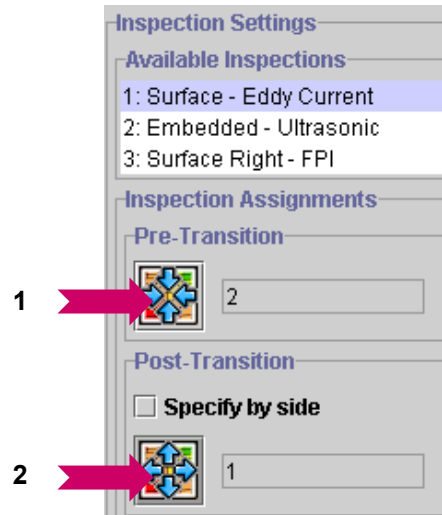 Inspection Settings
Available Inspections
1: Surface - Eddy Current
2: Embedded - Ultrasonic
3: Surface Right - FPI
Inspection Assignments
Pre-Transition
1
2
Post-Transition
Specify by side
2
1